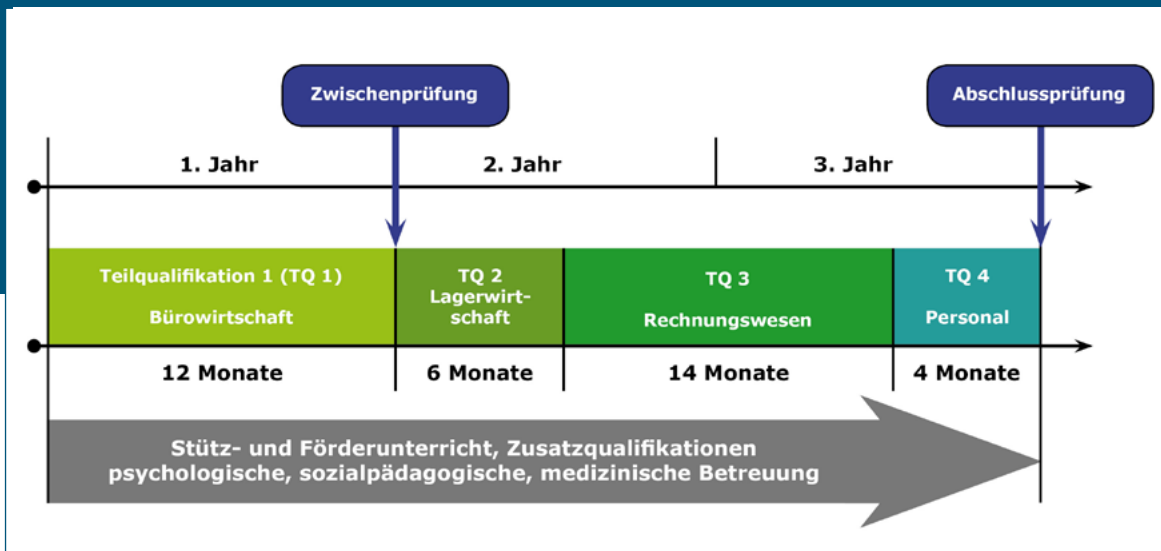 Zwischenprüfung
Abschlussprüfung
1. Jahr
2. Jahr
3. Jahr
Teilqualifikation 1 (TQ 1)
Bürowirtschaft
TQ 2
Lagerwirt-
schaft
TQ 3
Rechnungswesen
TQ 4
Personal
12 Monate
6 Monate
14 Monate
4 Monate
Stütz- und Förderunterricht, Zusatzqualifikationen
psychologische, sozialpädagogische, medizinische Betreuung